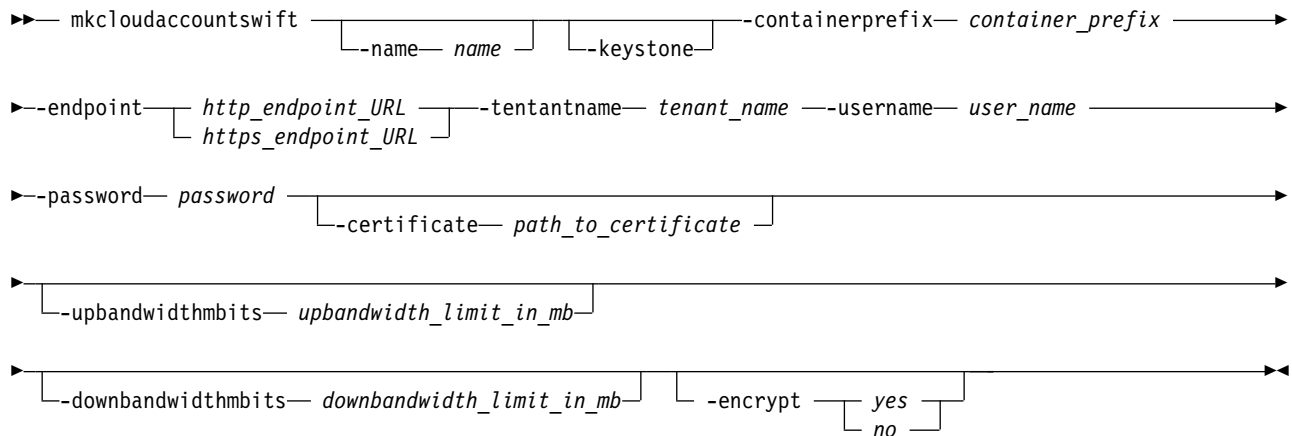 mkcloudaccountswift -name name -keystone -containerprefix container_prefix
-endpoint http_endpoint_URL https_endpoint_URL -tentantname tenant_name -username user_name
-password password -certificate path_to_certificate
-upbandwidthmbits upbandwidth_limit_in_mb
-downbandwidthmbits downbandwidth_limit_in_mb -encrypt yes
no